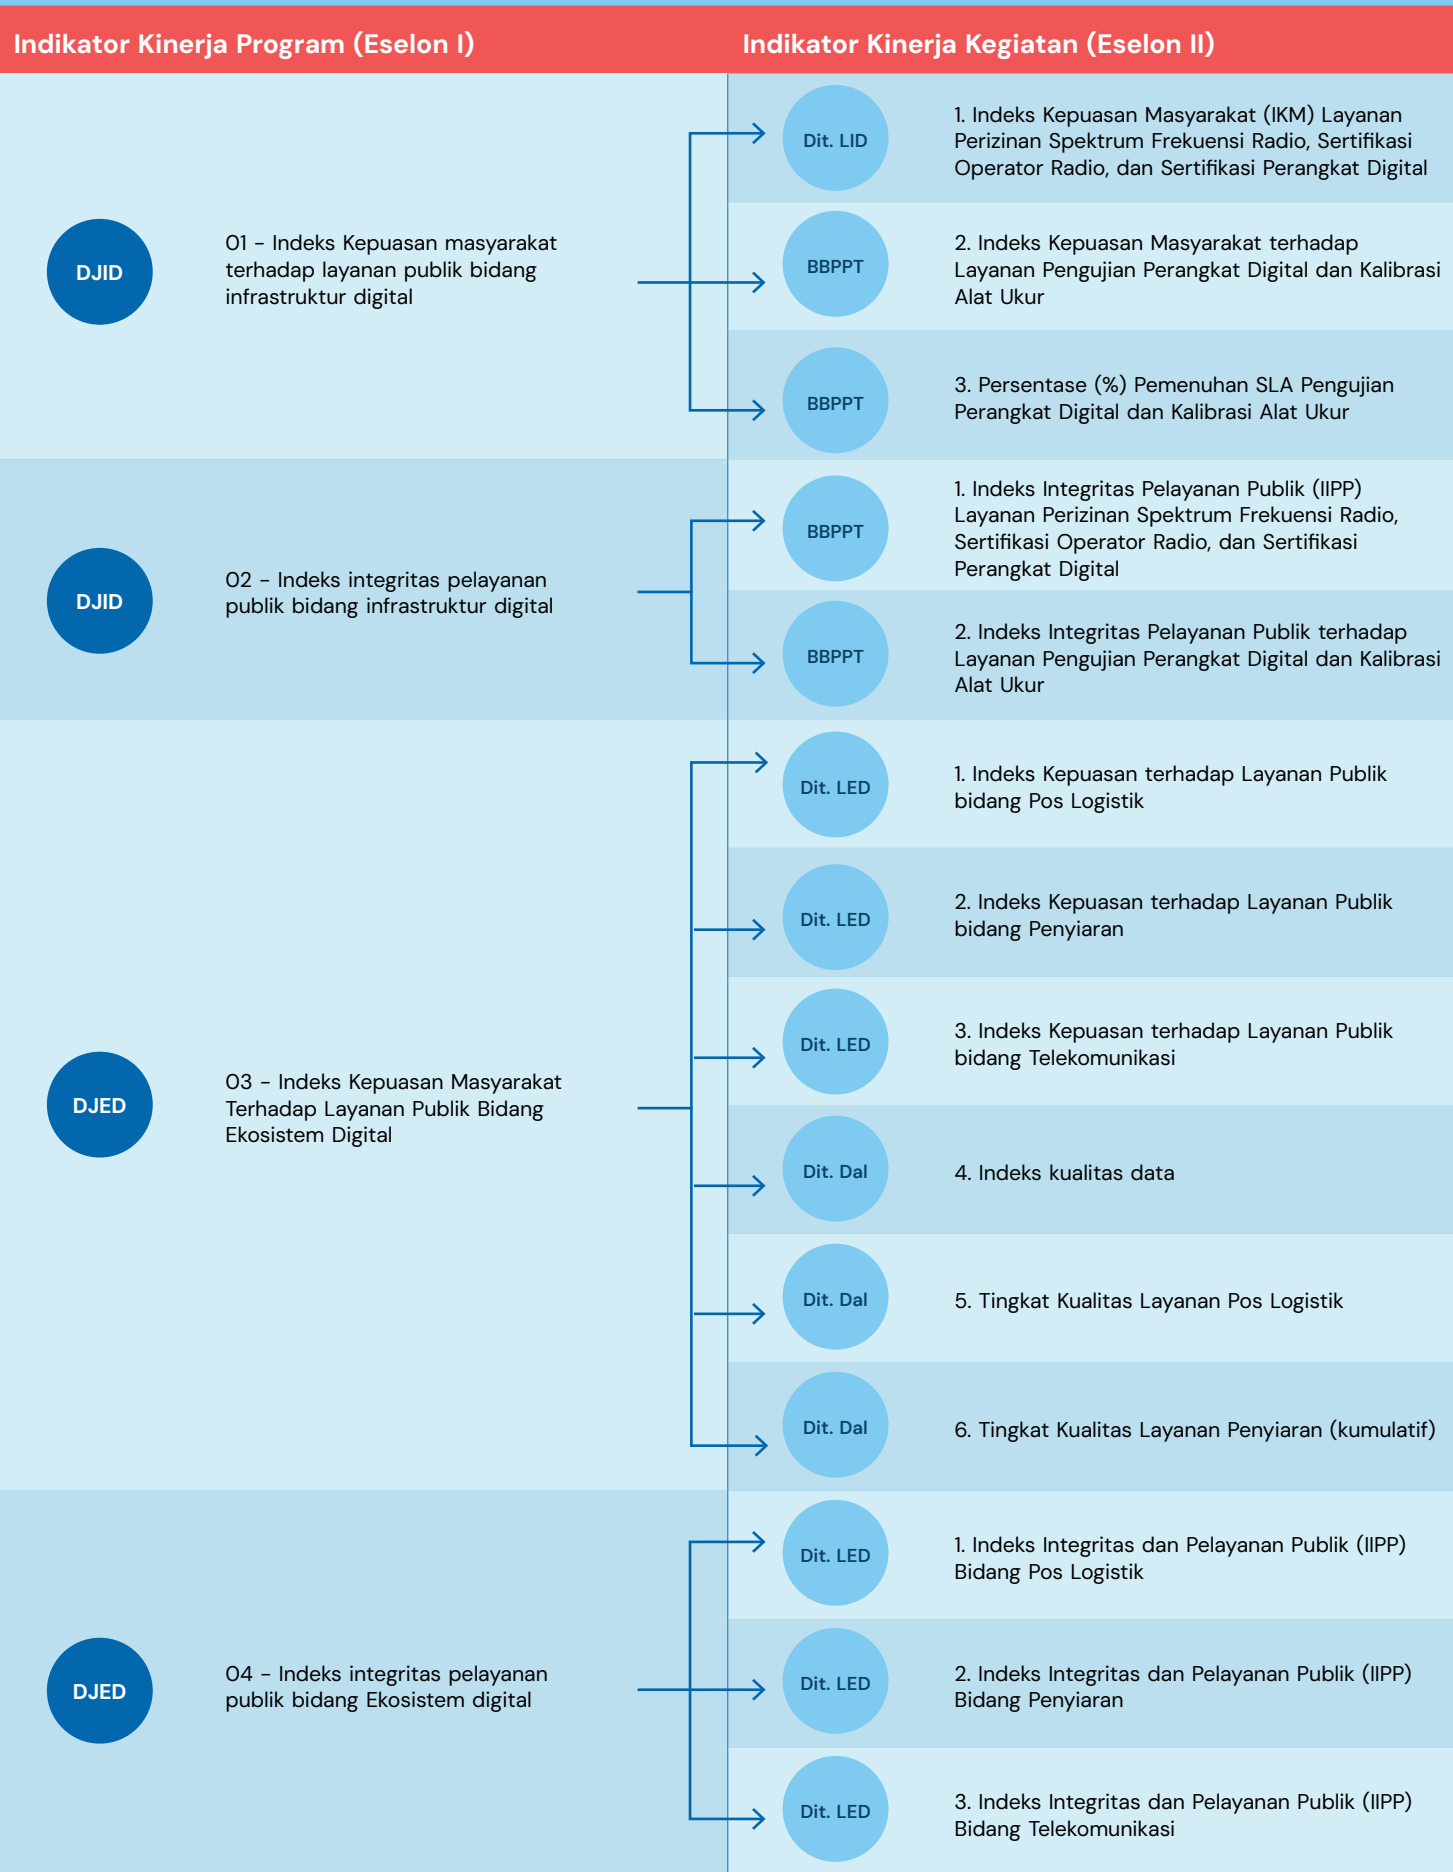 Indikator Kinerja Program (Eselon I)
Indikator Kinerja Kegiatan (Eselon II)
DJID
01 - Indeks Kepuasan masyarakat
terhadap layanan publik bidang
infrastruktur digital
Dit. LID
1. Indeks Kepuasan Masyarakat (IKM) Layanan
Perizinan Spektrum Frekuensi Radio, Sertifikasi
Operator Radio, dan Sertifikasi Perangkat Digital
BBPPT
2. Indeks Kepuasan Masyarakat terhadap
Layanan Pengujian Perangkat Digital dan Kalibrasi
Alat Ukur
BBPPT
3. Persentase (%) Pemenuhan SLA Pengujian
Perangkat Digital dan Kalibrasi Alat Ukur
DJID
02 - Indeks integritas pelayanan
publik bidang infrastruktur digital
BBPPT
1. Indeks Integritas Pelayanan Publik (IIPP)
Layanan Perizinan Spektrum Frekuensi Radio,
Sertifikasi Operator Radio, dan Sertifikasi
Perangkat Digital
BBPPT
2. Indeks Integritas Pelayanan Publik terhadap
Layanan Pengujian Perangkat Digital dan Kalibrasi
Alat Ukur
DJED
03 - Indeks Kepuasan Masyarakat
Terhadap Layanan Publik Bidang
Ekosistem Digital
Dit. LED
1. Indeks Kepuasan terhadap Layanan Publik
bidang Pos Logistik
Dit. LED
2. Indeks Kepuasan terhadap Layanan Publik
bidang Penyiaran
Dit. LED
3. Indeks Kepuasan terhadap Layanan Publik
bidang Telekomunikasi
Dit. Dal
4. Indeks kualitas data
Dit. Dal
5. Tingkat Kualitas Layanan Pos Logistik
Dit. Dal
6. Tingkat Kualitas Layanan Penyiaran (kumulatif)
DJED
04 - Indeks integritas pelayanan
publik bidang Ekosistem digital
Dit. LED
1. Indeks Integritas dan Pelayanan Publik (IIPP)
Bidang Pos Logistik
Dit. LED
2. Indeks Integritas dan Pelayanan Publik (IIPP)
Bidang Penyiaran
Dit. LED
3. Indeks Integritas dan Pelayanan Publik (IIPP)
Bidang Telekomunikasi